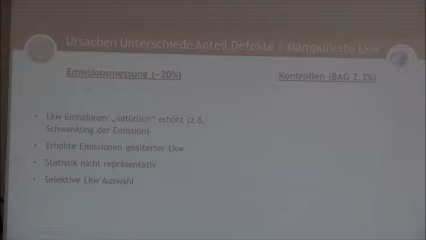 Ursachen Unterschiede Anteil Defekte / Manipulierte Lkw
Emissionsmessung (~20%)
Kontrollen (BAG 2,3%)
• Lkw Emissionen „natürlich“ erhöht (z.B.
Schwankung der Emission)
• Erhöhte Emissionen gealterter Lkw
• Statistik nicht repräsentativ
• Selektive Lkw Auswahl